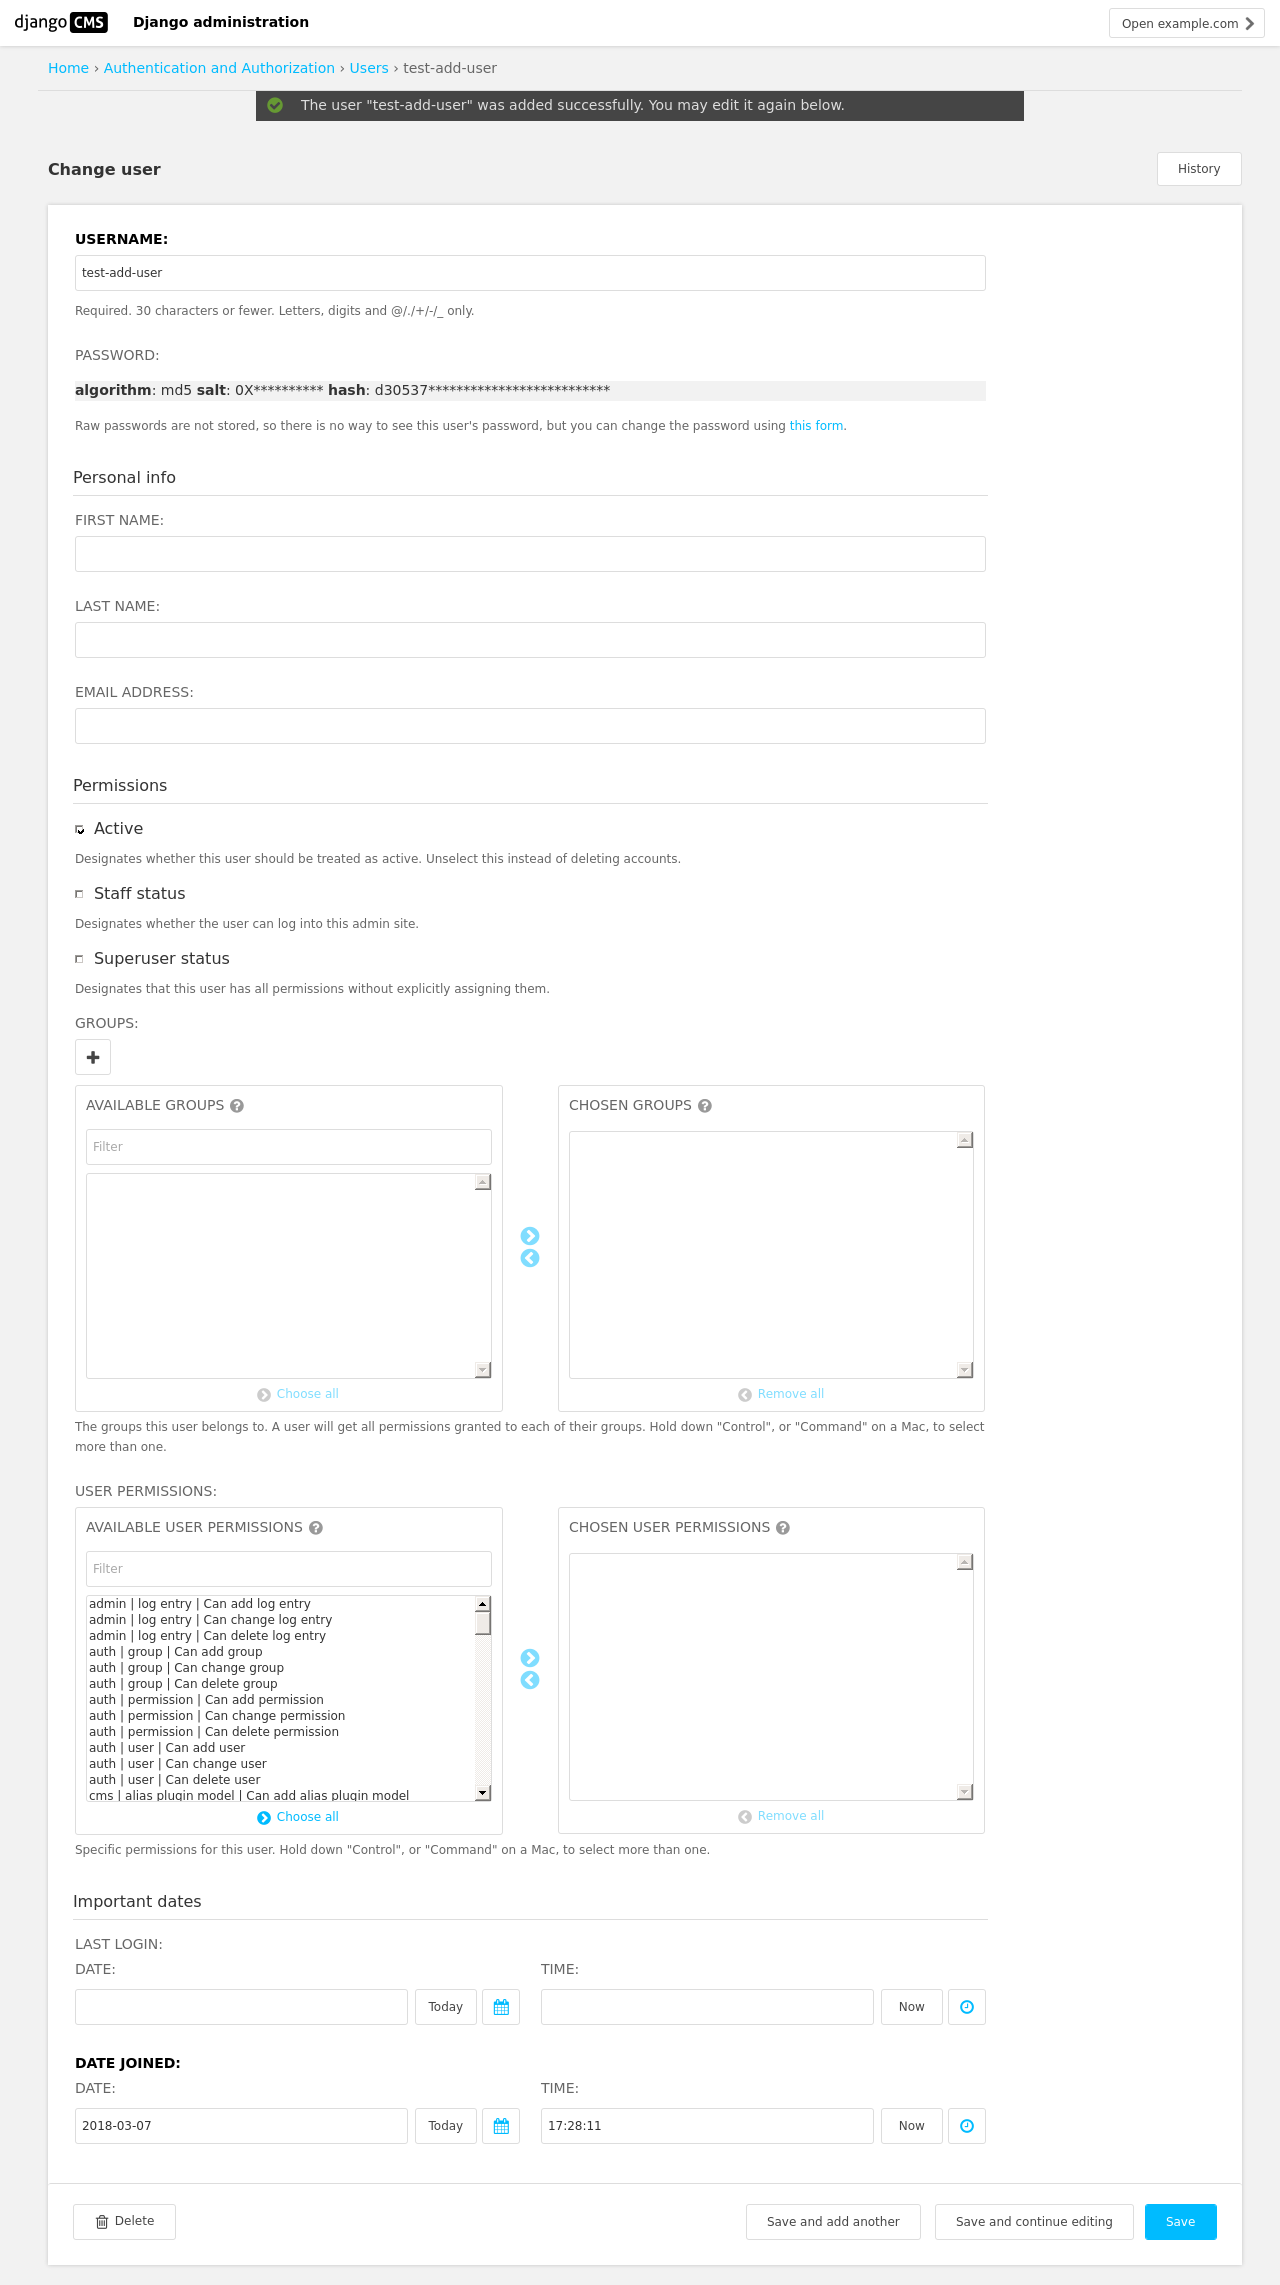 django CMS Django administration Open example.com
Home › Authentication and Authorization › Users › test-add-user
The user "test-add-user" was added successfully. You may edit it again below.
Change user History
USERNAME:
test-add-user
Required. 30 characters or fewer. Letters, digits and @/./+/-/_ only.
PASSWORD:
algorithm: md5 salt: 0X********** hash: d30537**************************
Raw passwords are not stored, so there is no way to see this user's password, but you can change the password using this form.
Personal info
FIRST NAME:
LAST NAME:
EMAIL ADDRESS:
Permissions
Active
Designates whether this user should be treated as active. Unselect this instead of deleting accounts.
Staff status
Designates whether the user can log into this admin site.
Superuser status
Designates that this user has all permissions without explicitly assigning them.
GROUPS:
AVAILABLE GROUPS
Filter
Choose all
CHOSEN GROUPS
Remove all
The groups this user belongs to. A user will get all permissions granted to each of their groups. Hold down "Control", or "Command" on a Mac, to select
more than one.
USER PERMISSIONS:
AVAILABLE USER PERMISSIONS
Filter
admin | log entry | Can add log entry
admin | log entry | Can change log entry
admin | log entry | Can delete log entry
auth | group | Can add group
auth | group | Can change group
auth | group | Can delete group
auth | permission | Can add permission
auth | permission | Can change permission
auth | permission | Can delete permission
auth | user | Can add user
auth | user | Can change user
auth | user | Can delete user
cms | alias plugin model | Can add alias plugin model
Choose all
CHOSEN USER PERMISSIONS
Remove all
Specific permissions for this user. Hold down "Control", or "Command" on a Mac, to select more than one.
Important dates
LAST LOGIN:
DATE: TIME:
Today Now
DATE JOINED:
DATE: TIME:
2018-03-07 Today 17:28:11 Now
Delete Save and add another Save and continue editing Save